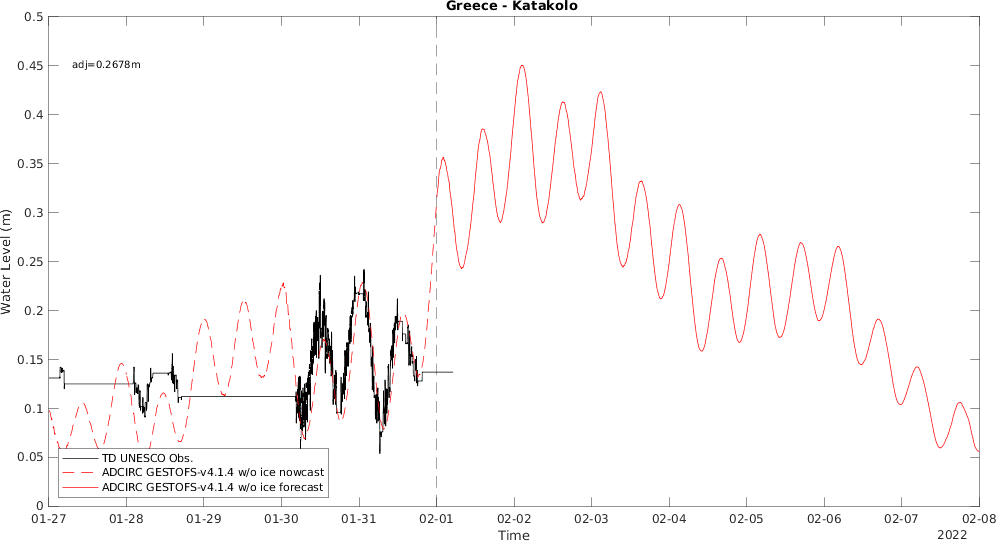 Greece - Katakolo
0.5
0.45
0.4
0.35
0.3
0.25
0.2
0.15
0.1
0.05
0
Water Level (m)
adj=0.2678m
TD UNESCO Obs.
ADCIRC GESTOFS-v4.1.4 w/o ice nowcast
ADCIRC GESTOFS-v4.1.4 w/o ice forecast
01-27 01-28 01-29 01-30 01-31 02-01 02-02 02-03 02-04 02-05 02-06 02-07 02-08
Time
2022